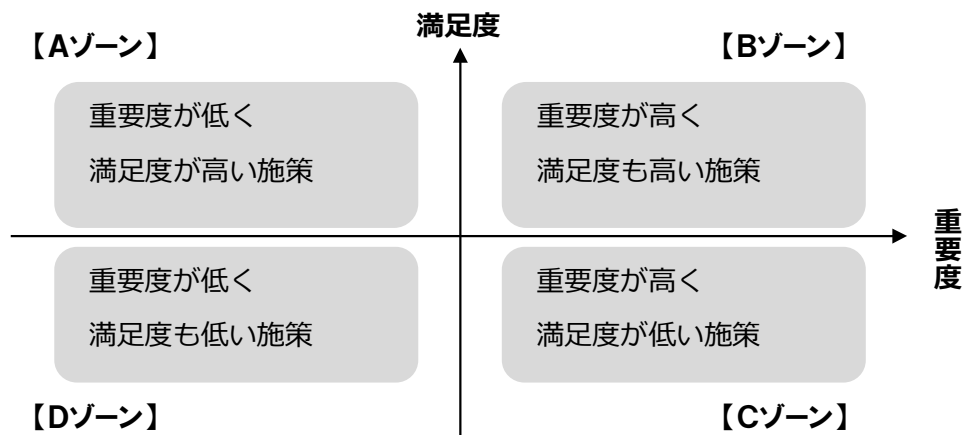 満足度
【Aゾーン】
【Bゾーン】
重要度が低く
満足度が高い施策
重要度が高く
満足度も高い施策
重要度
重要度が低く
満足度も低い施策
重要度が高く
満足度が低い施策
【Dゾーン】
【Cゾーン】